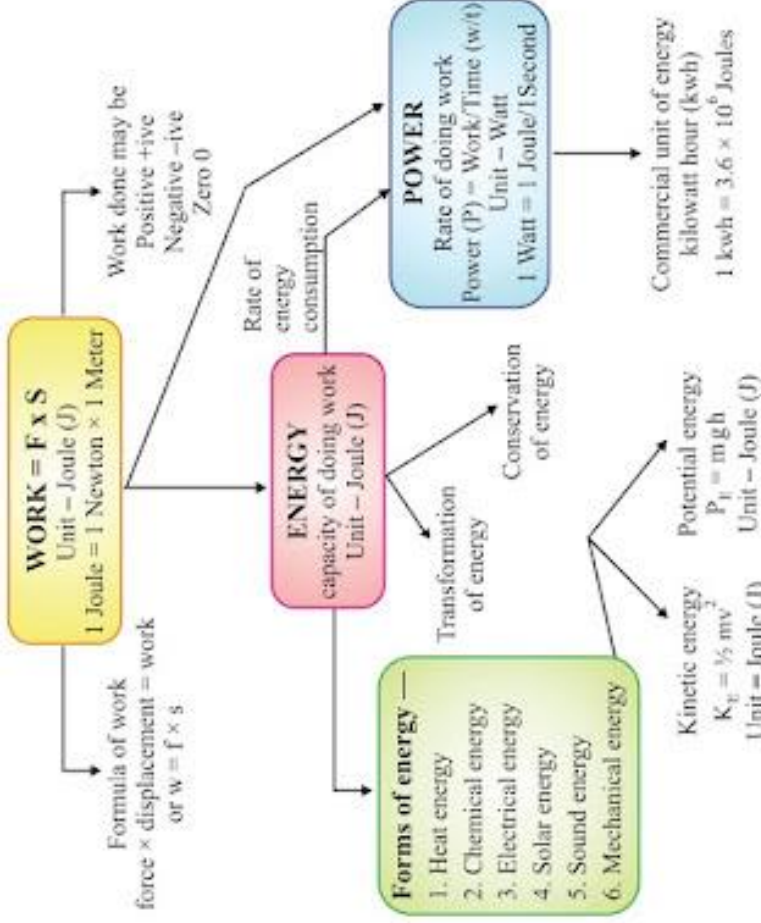 WORK = F x S
Unit – Joule (J)
1 Joule = 1 Newton × 1 Meter
Formula of work
force × displacement = work
or w = f × s
Work done may be
Positive +ive
Negative –ive
Zero 0
ENERGY
capacity of doing work
Unit – Joule (J)
Rate of
energy
consumption
POWER
Rate of doing work
Power (P) – Work/Time (w/t)
Unit – Watt
1 Watt = 1 Joule/1Second
Forms of energy —
1. Heat energy
2. Chemical energy
3. Electrical energy
4. Solar energy
5. Sound energy
6. Mechanical energy
Transformation
of energy
Conservation
of energy
Commercial unit of energy
kilowatt hour (kwh)
1 kwh = 3.6 × 10⁶ Joules
Kinetic energy
K_E = ½ mv²
Unit – Joule (J)
Potential energy
P_E = m g h
Unit – Joule (J)